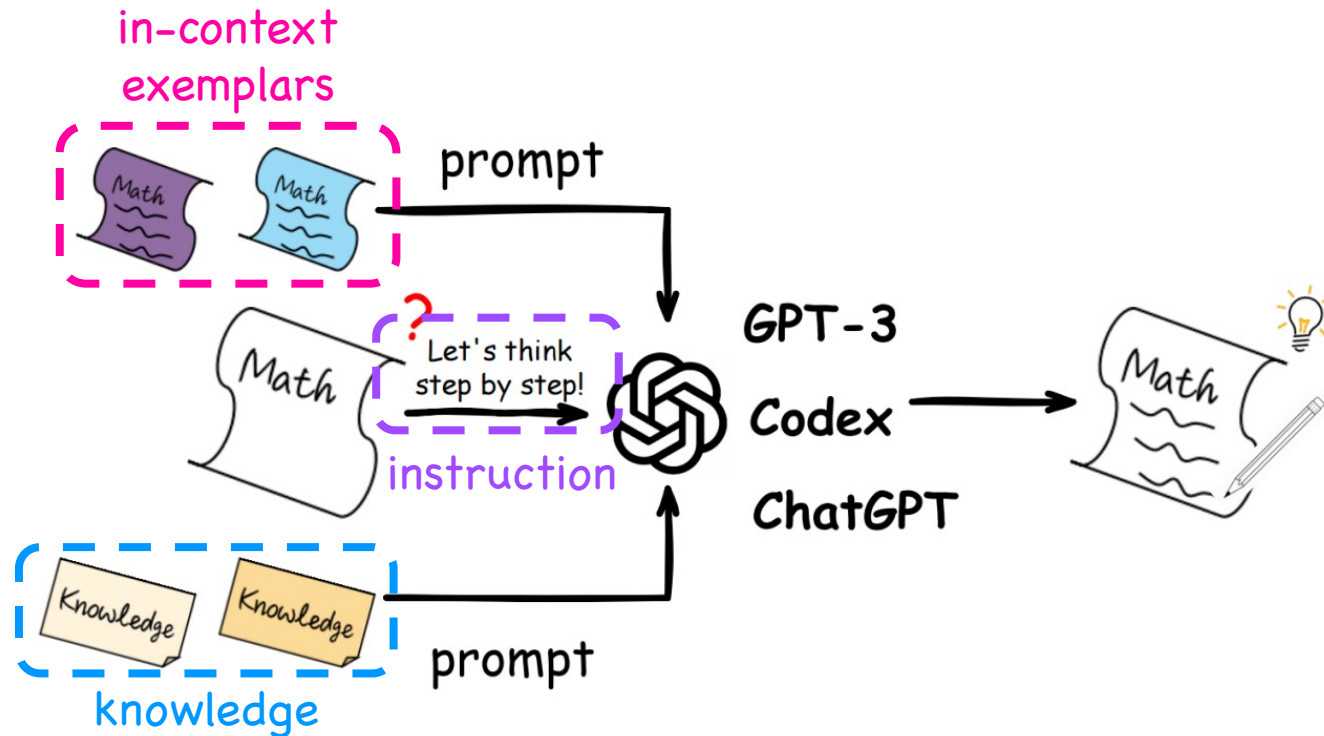 in-context
exemplars
Math
Math
prompt
?
Let's think
step by step!
Math
instruction
GPT-3
Codex
ChatGPT
Math
Knowledge
Knowledge
prompt
knowledge